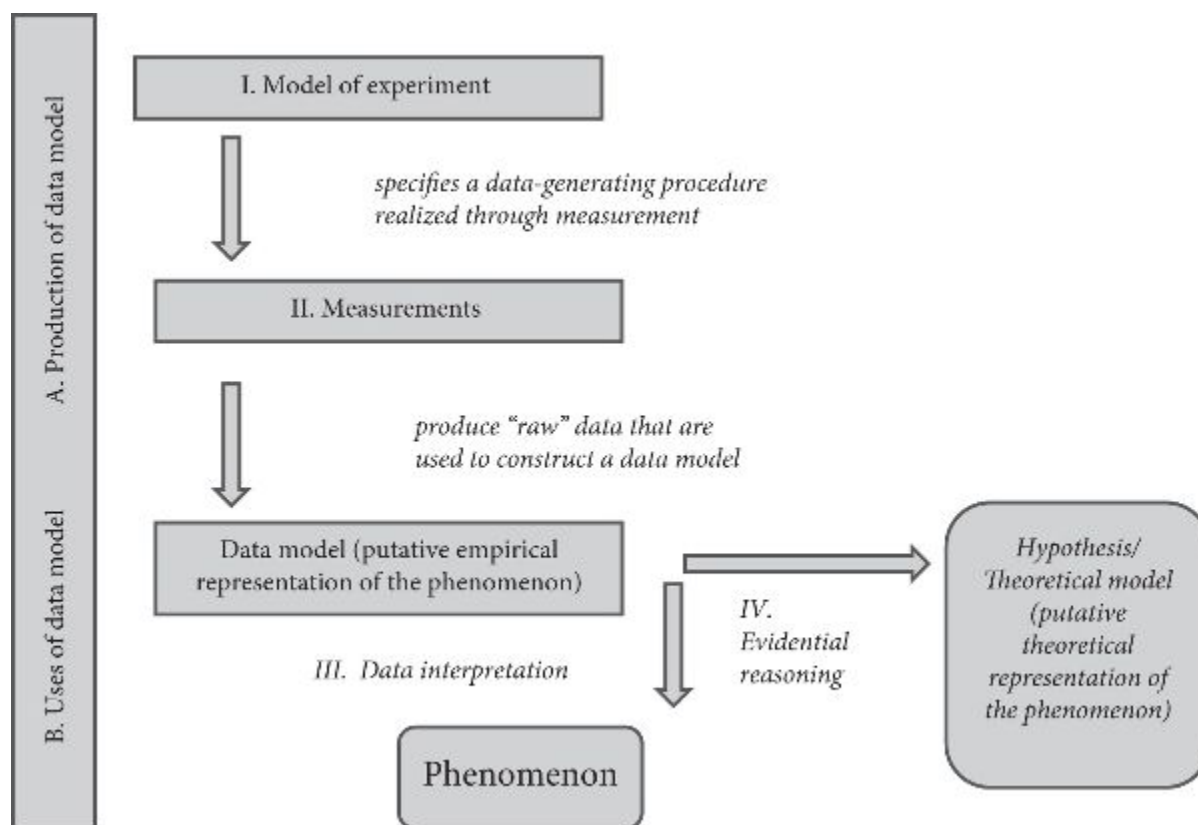 A. Production of data model
I. Model of experiment
specifies a data-generating procedure
realized through measurement
II. Measurements
produce “raw” data that are
used to construct a data model
B. Uses of data model
Data model (putative empirical
representation of the phenomenon)
III. Data interpretation
IV.
Evidential
reasoning
Hypothesis/
Theoretical model
(putative
theoretical
representation of
the phenomenon)
Phenomenon